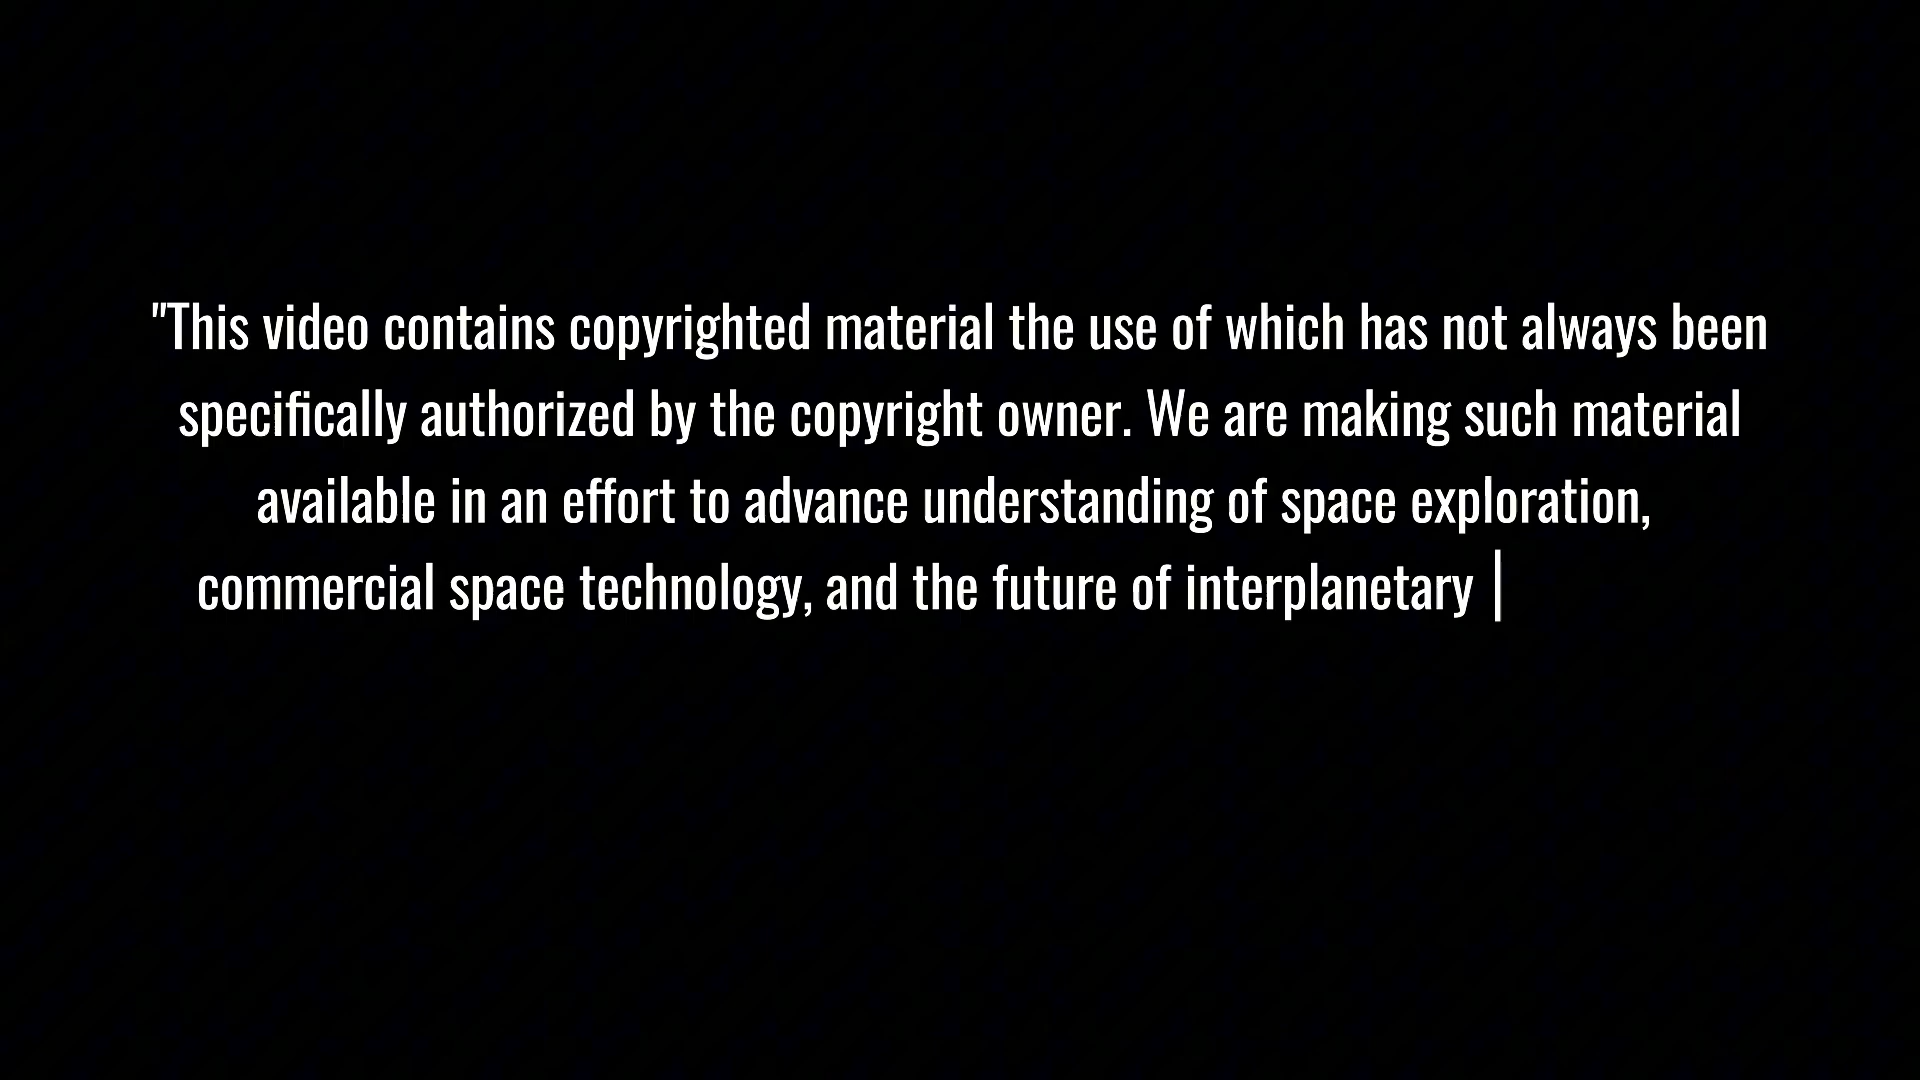 "This video contains copyrighted material the use of which has not always been
specifically authorized by the copyright owner. We are making such material
available in an effort to advance understanding of space exploration,
commercial space technology, and the future of interplanetary